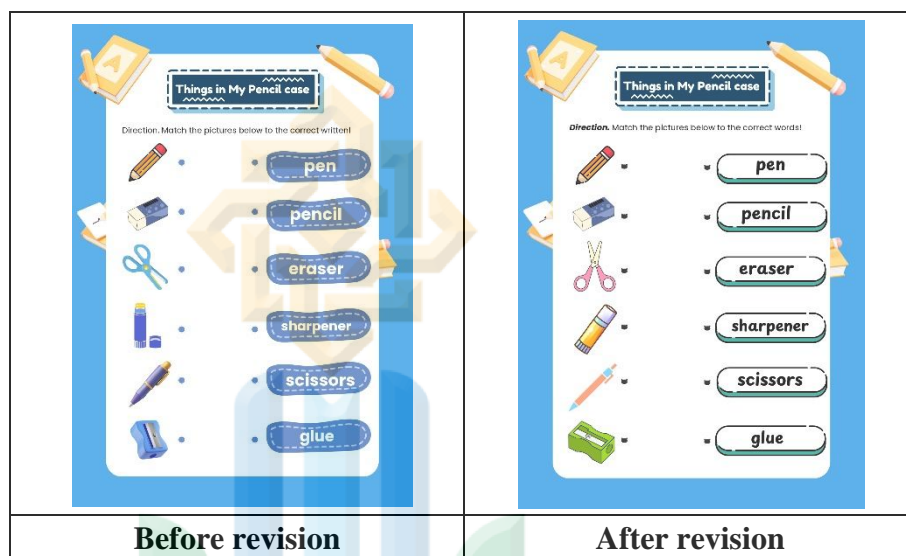 Things in My Pencil case
Direction. Match the pictures below to the correct written!
pen
pencil
eraser
sharpener
scissors
glue
Before revision
A
Things in My Pencil case
Direction. Match the pictures below to the correct words!
pen
pencil
eraser
sharpener
scissors
glue
After revision